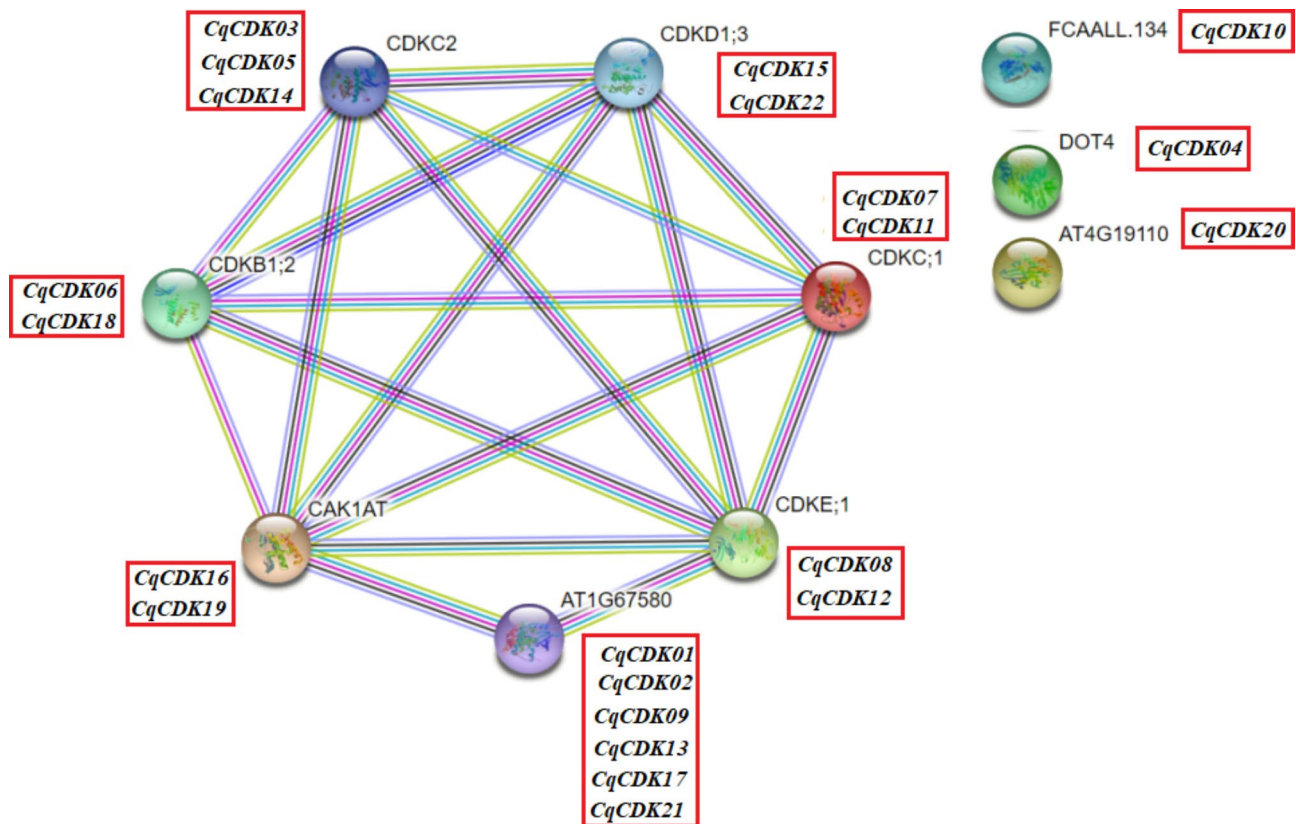 CqCDK03
CqCDK05
CqCDK14
CDKC2
CDKD1;3
CqCDK15
CqCDK22
FCAALL.134
CqCDK10
DOT4
CqCDK04
AT4G19110
CqCDK20
CqCDK07
CqCDK11
CDKC;1
CqCDK06
CqCDK18
CDKB1;2
CAK1AT
CqCDK16
CqCDK19
CDKE;1
CqCDK08
CqCDK12
AT1G67580
CqCDK01
CqCDK02
CqCDK09
CqCDK13
CqCDK17
CqCDK21